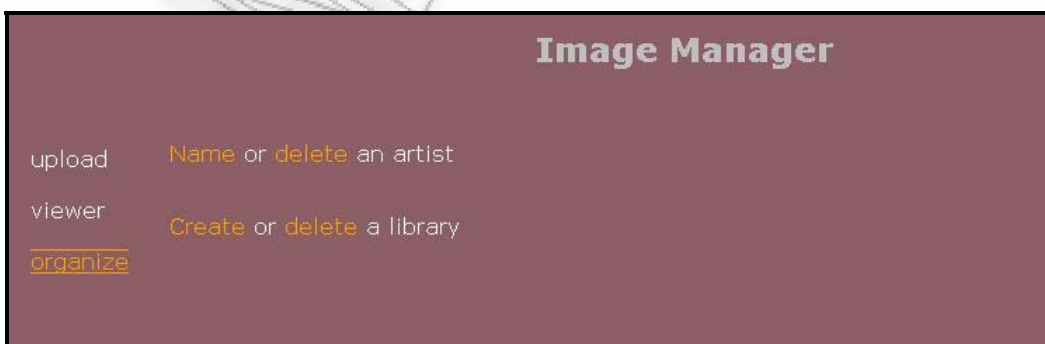 Image Manager
upload
Name or delete an artist
viewer
Create or delete a library
organize